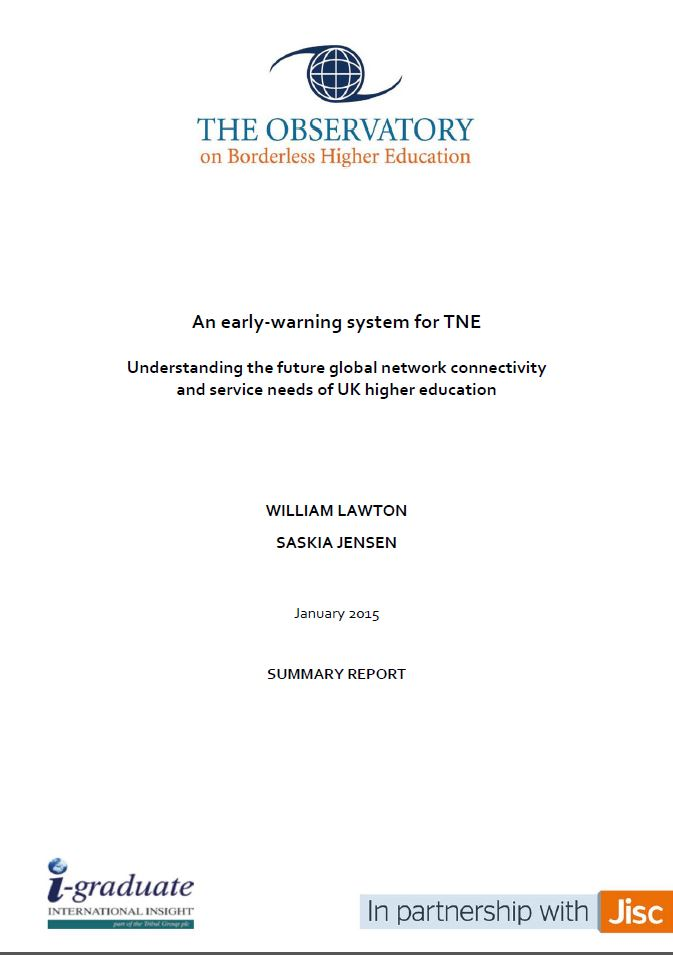 THE OBSERVATORY
on Borderless Higher Education
An early-warning system for TNE
Understanding the future global network connectivity
and service needs of UK higher education
WILLIAM LAWTON
SASKIA JENSEN
January 2015
SUMMARY REPORT
i-graduate
INTERNATIONAL INSIGHT
part of the Tribal Group plc
In partnership with Jisc